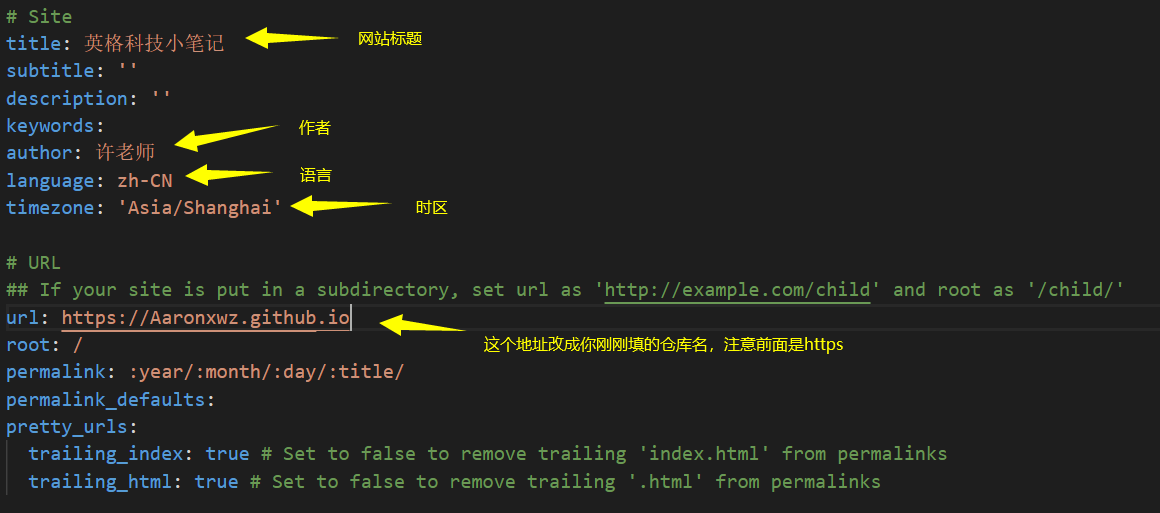 # Site
title: 英格科技小笔记
网站标题
subtitle: ''
description: ''
keywords:
作者
author: 许老师
语言
language: zh-CN
timezone: 'Asia/Shanghai'
时区
# URL
## If your site is put in a subdirectory, set url as 'http://example.com/child' and root as '/child/'
url: https://Aaronxwz.github.io
这个地址改成你刚刚填的仓库名，注意前面是https
root: /
permalink: :year/:month/:day/:title/
permalink_defaults:
pretty_urls:
  trailing_index: true # Set to false to remove trailing 'index.html' from permalinks
  trailing_html: true # Set to false to remove trailing '.html' from permalinks